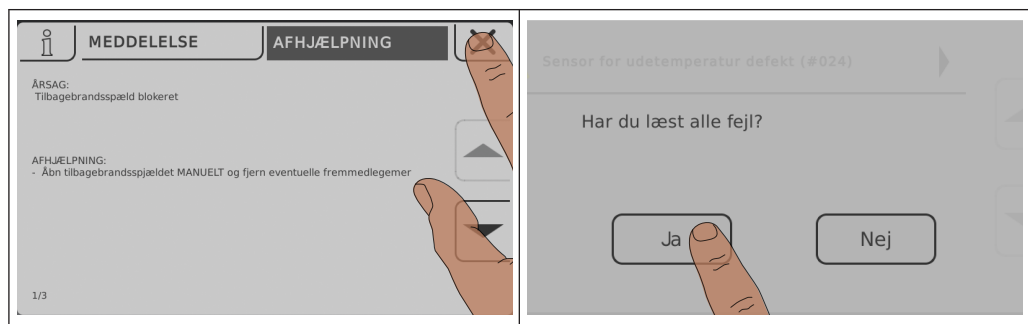 MEDDELELSE
AFHJÆLPNING
ÅRSAG:
Tilbagebrandsspæld blokeret
AFHJÆLPNING:
- Åbn tilbagebrandsspjældet MANUELT og fjern eventuelle fremmedlegemer
1/3
Sensor for udetemperatur defekt (#024)
Har du læst alle fejl?
Ja
Nej